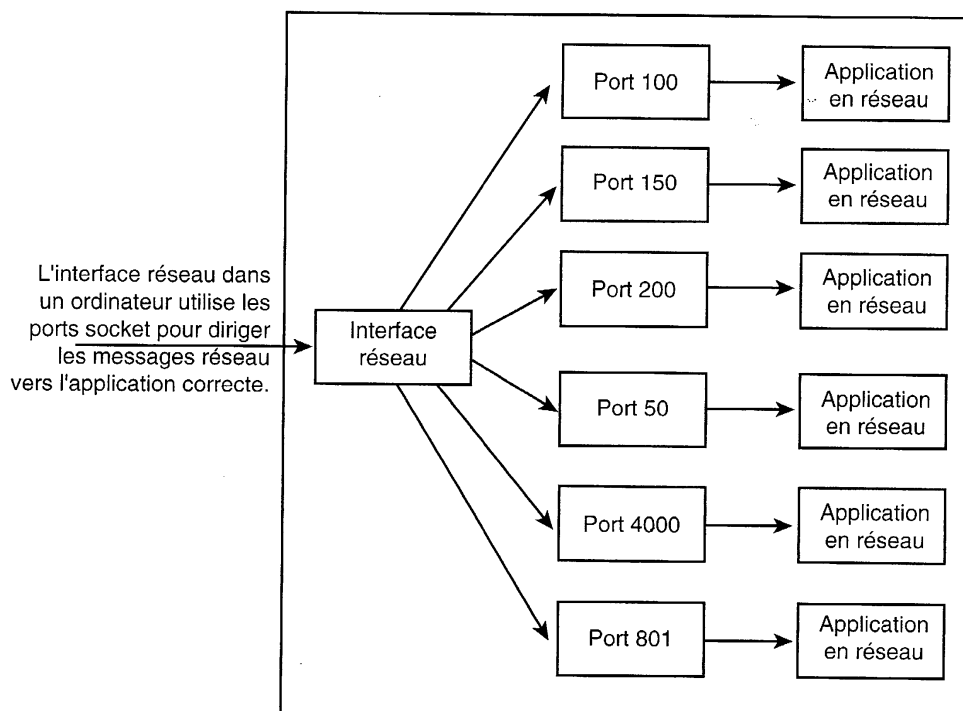 L'interface réseau dans
un ordinateur utilise les
ports socket pour diriger
les messages réseau
vers l'application correcte.
Interface
réseau
Port 100
Application
en réseau
Port 150
Application
en réseau
Port 200
Application
en réseau
Port 50
Application
en réseau
Port 4000
Application
en réseau
Port 801
Application
en réseau